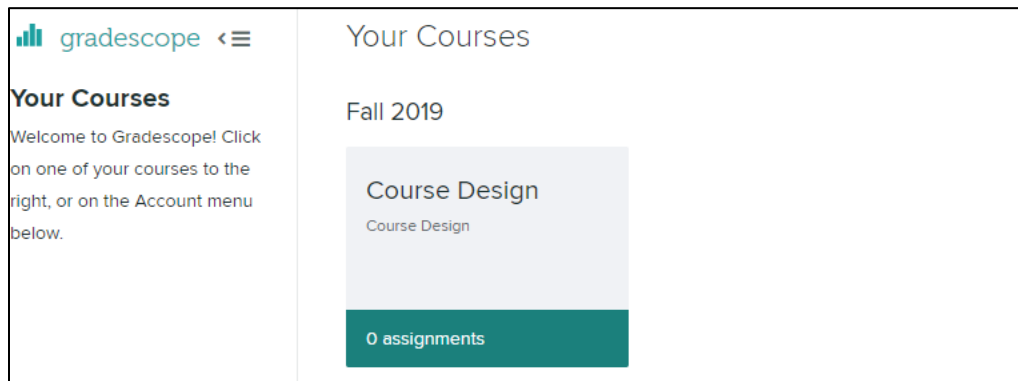 gradescope
Your Courses
Welcome to Gradescope! Click
on one of your courses to the
right, or on the Account menu
below.
Your Courses
Fall 2019
Course Design
Course Design
0 assignments